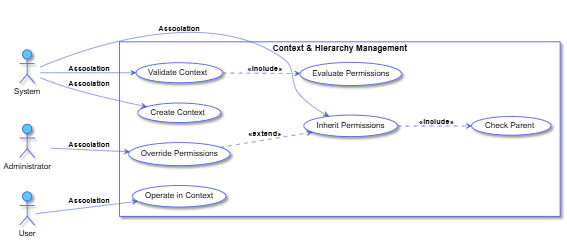 Association
Context & Hierarchy Management
System
Association
Validate Context
«include»
Evaluate Permissions
Association
Create Context
Inherit Permissions
«include»
Check Parent
«extend»
Administrator
Association
Override Permissions
User
Association
Operate in Context